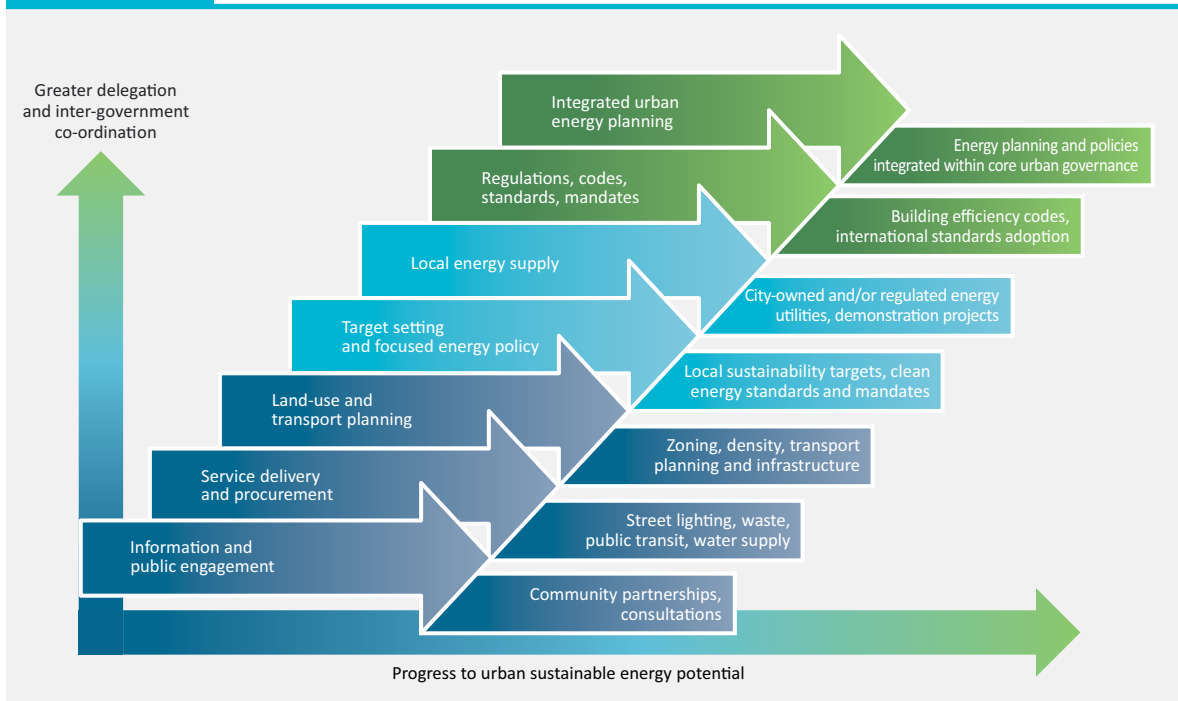 Greater delegation
and inter-government
co-ordination
Integrated urban
energy planning
Energy planning and policies
integrated within core urban governance
Regulations, codes,
standards, mandates
Building efficiency codes,
international standards adoption
Local energy supply
City-owned and/or regulated energy
utilities, demonstration projects
Target setting
and focused energy policy
Local sustainability targets, clean
energy standards and mandates
Land-use and
transport planning
Zoning, density, transport
planning and infrastructure
Service delivery
and procurement
Street lighting, waste,
public transit, water supply
Information and
public engagement
Community partnerships,
consultations
Progress to urban sustainable energy potential